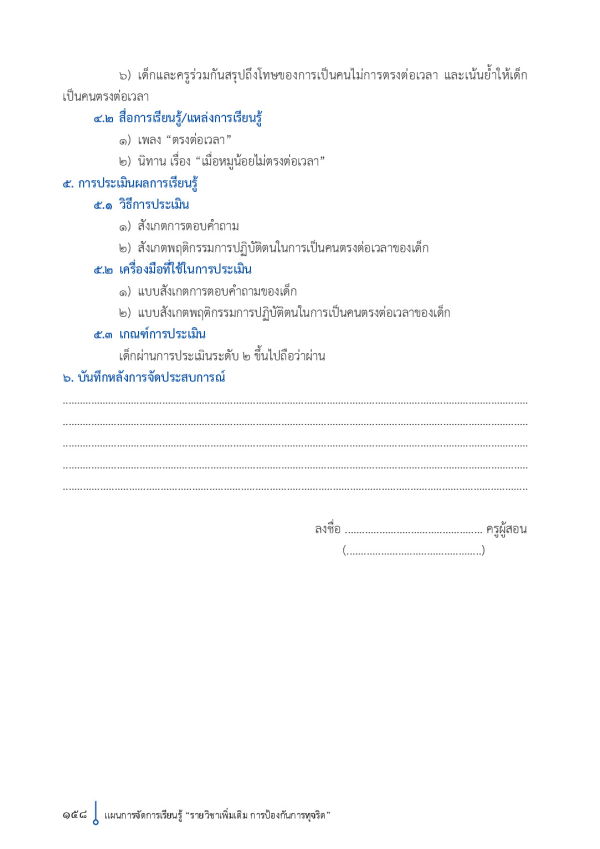 ๖) เด็กและครูร่วมกันสรุปถึงโทษของการเป็นคนไม่การตรงต่อเวลา และเน้นย้ำให้เด็ก
เป็นคนตรงต่อเวลา
๔.๒ สื่อการเรียนรู้/แหล่งการเรียนรู้
๑) เพลง “ตรงต่อเวลา”
๒) นิทาน เรื่อง “เมื่อหมูน้อยไม่ตรงต่อเวลา”
๕. การประเมินผลการเรียนรู้
๕.๑ วิธีการประเมิน
๑) สังเกตการตอบคำถาม
๒) สังเกตพฤติกรรมการปฏิบัติตนในการเป็นคนตรงต่อเวลาของเด็ก
๕.๒ เครื่องมือที่ใช้ในการประเมิน
๑) แบบสังเกตการตอบคำถามของเด็ก
๒) แบบสังเกตพฤติกรรมการปฏิบัติตนในการเป็นคนตรงต่อเวลาของเด็ก
๕.๓ เกณฑ์การประเมิน
เด็กผ่านการประเมินระดับ ๒ ขึ้นไปถือว่าผ่าน
๖. บันทึกหลังการจัดประสบการณ์
................................................................................
................................................................................
................................................................................
................................................................................
................................................................................
ลงชื่อ ................................................ ครูผู้สอน
(...............................................)
๑๕๘ แผนการจัดการเรียนรู้ “รายวิชาเพิ่มเติม การป้องกันการทุจริต”